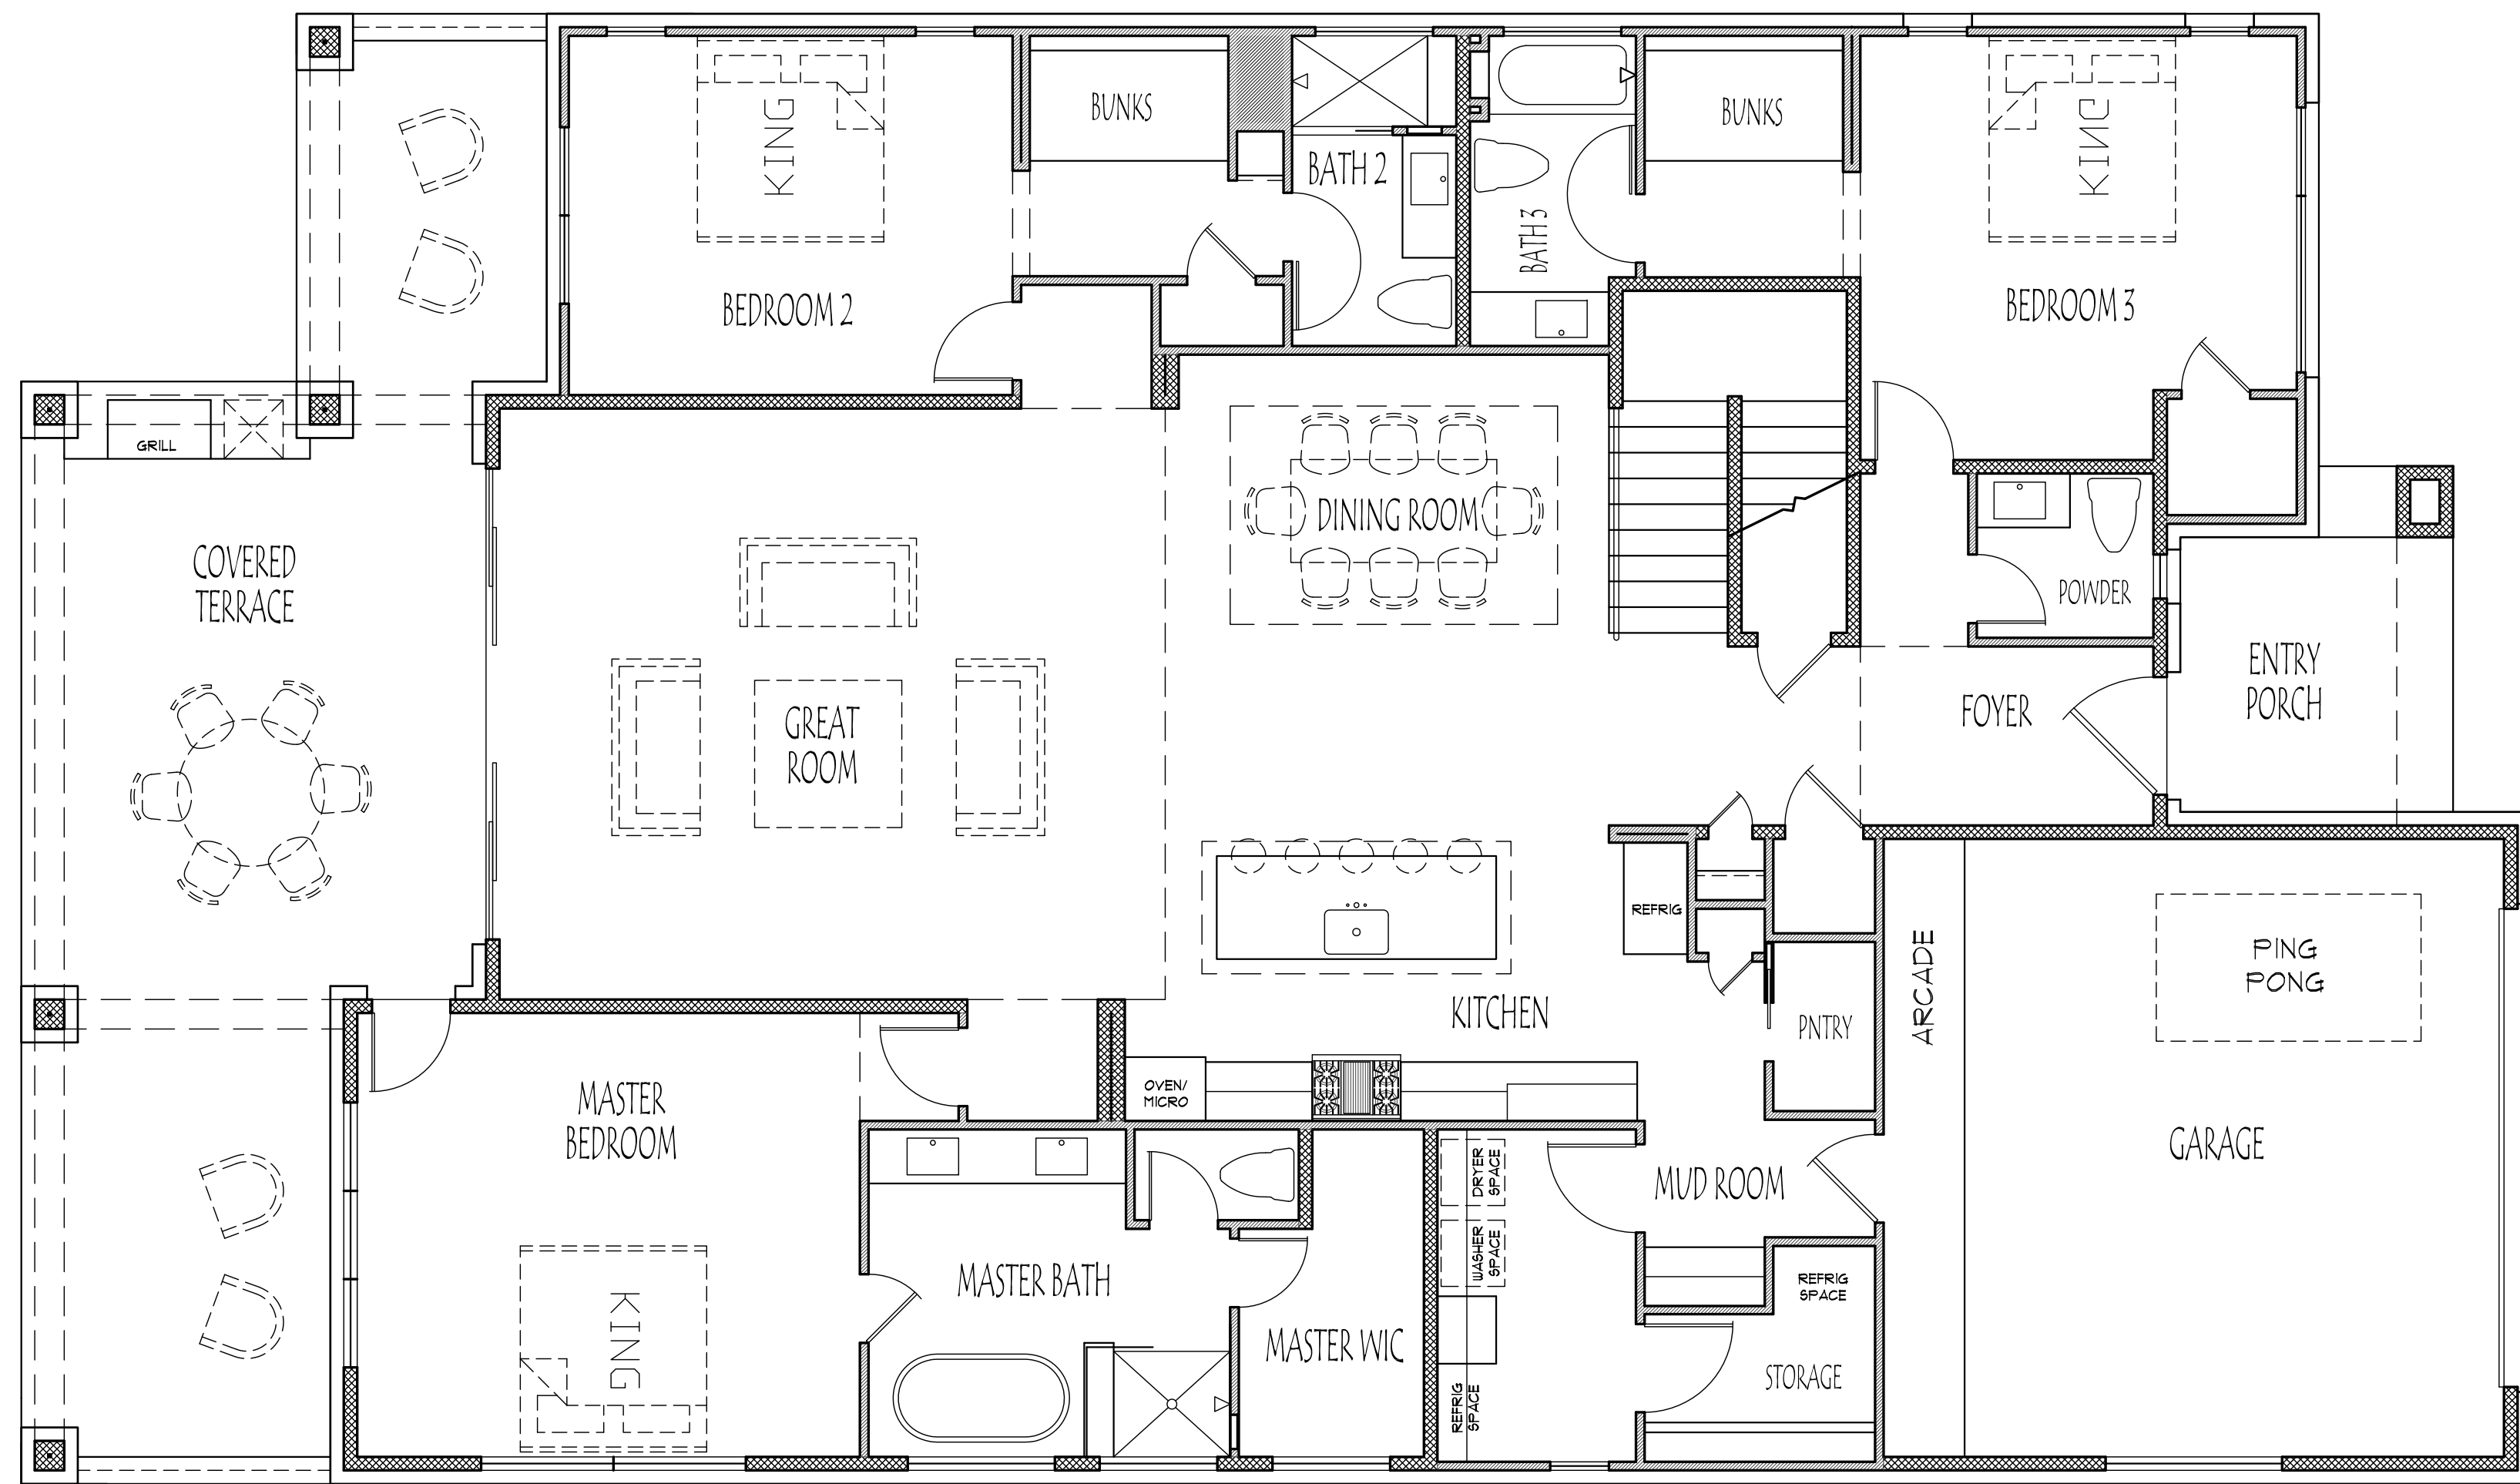 BUNKS
BUNKS
KING
KING
BATH 2
BATH 3
BEDROOM 2
BEDROOM 3
GRILL
DINING ROOM
COVERED
TERRACE
POWDER
ENTRY
PORCH
FOYER
GREAT
ROOM
REFRIG
ARCADE
PING
PONG
KITCHEN
PNTRY
OVEN/
MICRO
MASTER
BEDROOM
GARAGE
DRYER
SPACE
MUD ROOM
WASHER
SPACE
MASTER BATH
REFRIG
SPACE
KING
MASTER WIC
STORAGE
REFRIG
SPACE